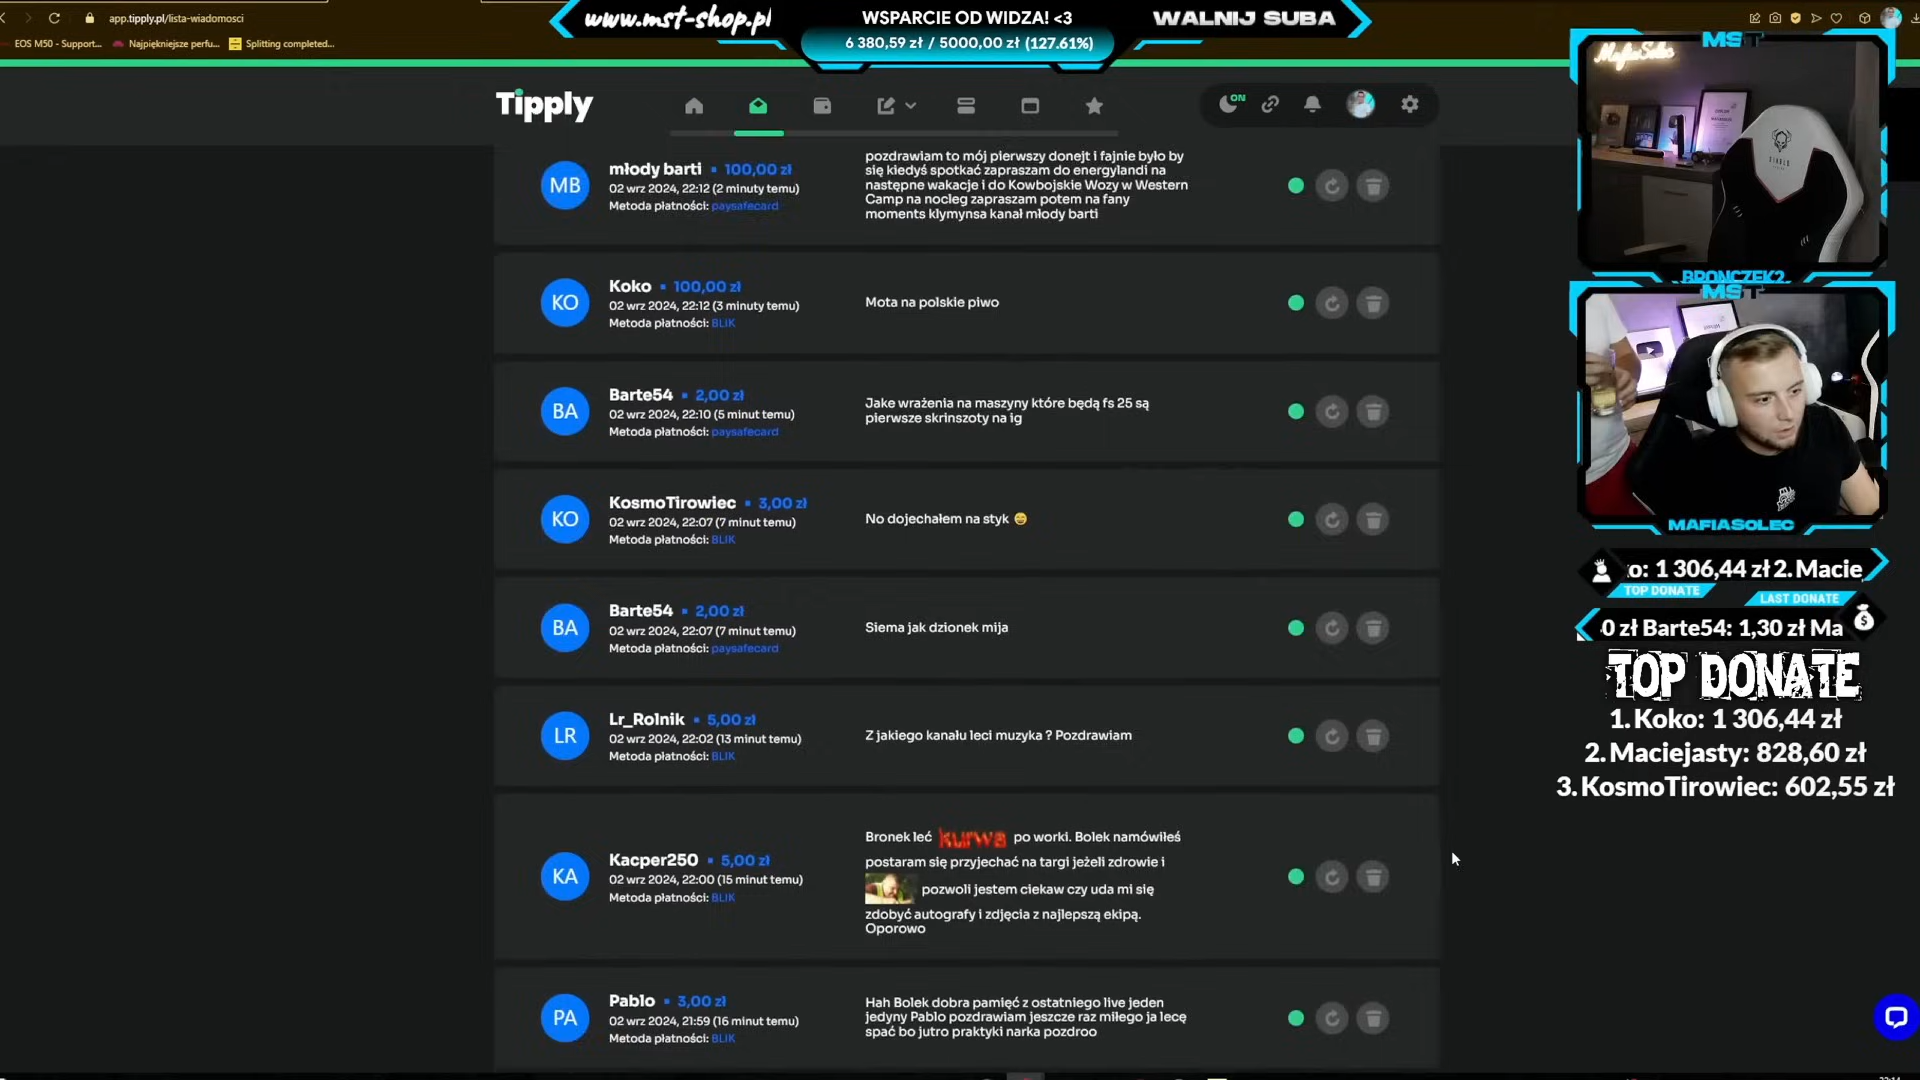 app.tipply.pl/lista-wiadomosci
EOS M50 - Support...
Najpiękniejsze perfu...
Splitting completed...
www.mst-shop.pl
WSPARCIE OD WIDZA! <3
6 380,59 zł / 5000,00 zł (127.61%)
WALNIJ SUBA
Tipply
ON
MB
młody barti ▪ 100,00 zł
02 wrz 2024, 22:12 (2 minuty temu)
Metoda płatności: paysafecard
pozdrawiam to mój pierwszy donejt i fajnie było by
się kiedyś spotkać zapraszam do energylandi na
następne wakacje i do Kowbojskie Wozy w Western
Camp na nocleg zapraszam potem na fany
moments klymynsa kanał młody barti
KO
Koko ▪ 100,00 zł
02 wrz 2024, 22:12 (3 minuty temu)
Metoda płatności: BLIK
Mota na polskie piwo
BA
Barte54 ▪ 2,00 zł
02 wrz 2024, 22:10 (5 minut temu)
Metoda płatności: paysafecard
Jake wrażenia na maszyny które będą fs 25 są
pierwsze skrinszoty na ig
KO
KosmoTirowiec ▪ 3,00 zł
02 wrz 2024, 22:07 (7 minut temu)
Metoda płatności: BLIK
No dojechałem na styk 😄
BA
Barte54 ▪ 2,00 zł
02 wrz 2024, 22:07 (7 minut temu)
Metoda płatności: paysafecard
Siema jak dzionek mija
LR
Lr_Rolnik ▪ 5,00 zł
02 wrz 2024, 22:02 (13 minut temu)
Metoda płatności: BLIK
Z jakiego kanału leci muzyka ? Pozdrawiam
KA
Kacper250 ▪ 5,00 zł
02 wrz 2024, 22:00 (15 minut temu)
Metoda płatności: BLIK
Bronek leć kurwa po worki. Bolek namówiłeś
postaram się przyjechać na targi jeżeli zdrowie i
pozwoli jestem ciekaw czy uda mi się
zdobyć autografy i zdjęcia z najlepszą ekipą.
Oporowo
PA
Pablo ▪ 3,00 zł
02 wrz 2024, 21:59 (16 minut temu)
Metoda płatności: BLIK
Hah Bolek dobra pamięć z ostatniego live jeden
jedyny Pablo pozdrawiam jeszcze raz miłego ja lecę
spać bo jutro praktyki narka pozdroo
MST
MafiaSolec
DIABLO
BRONCZEK2
MST
MAFIASOLEC
ko: 1 306,44 zł 2. Macie
TOP DONATE
LAST DONATE
0 zł Barte54: 1,30 zł Ma
TOP DONATE
1. Koko: 1 306,44 zł
2. Maciejasty: 828,60 zł
3. KosmoTirowiec: 602,55 zł